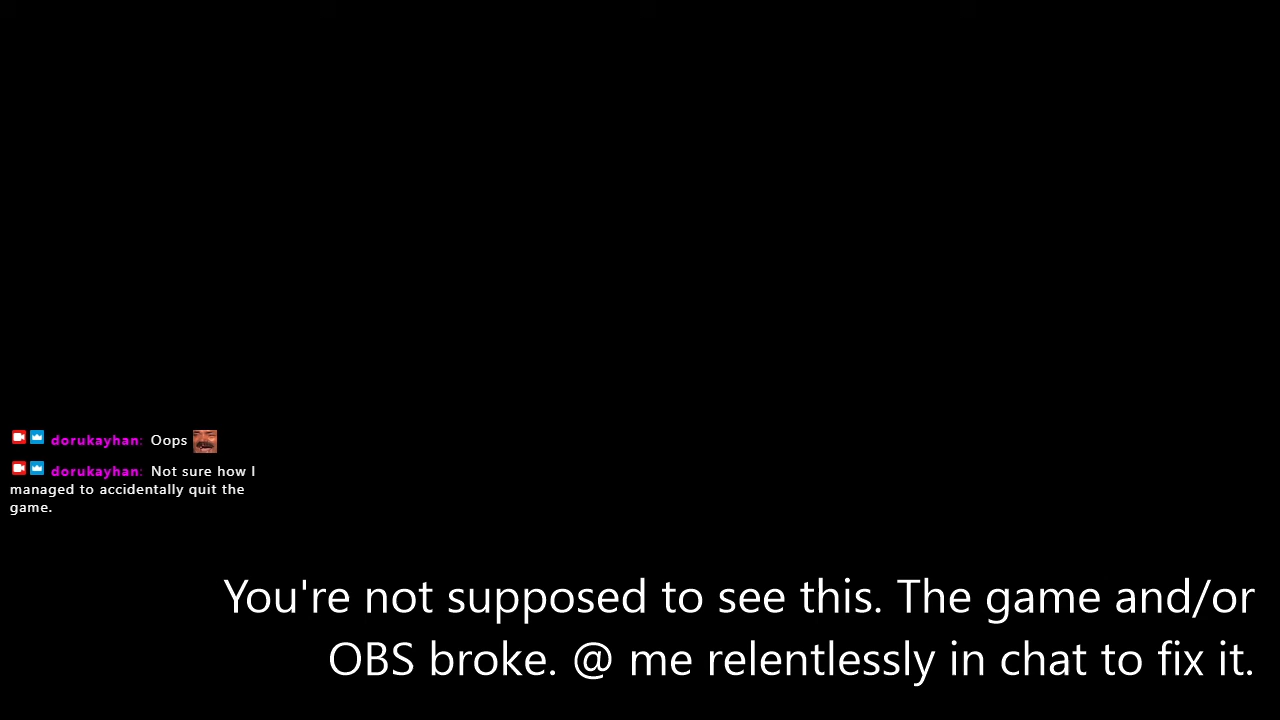 dorukayhan: Oops
dorukayhan: Not sure how I
managed to accidentally quit the
game.
You're not supposed to see this. The game and/or
OBS broke. @ me relentlessly in chat to fix it.